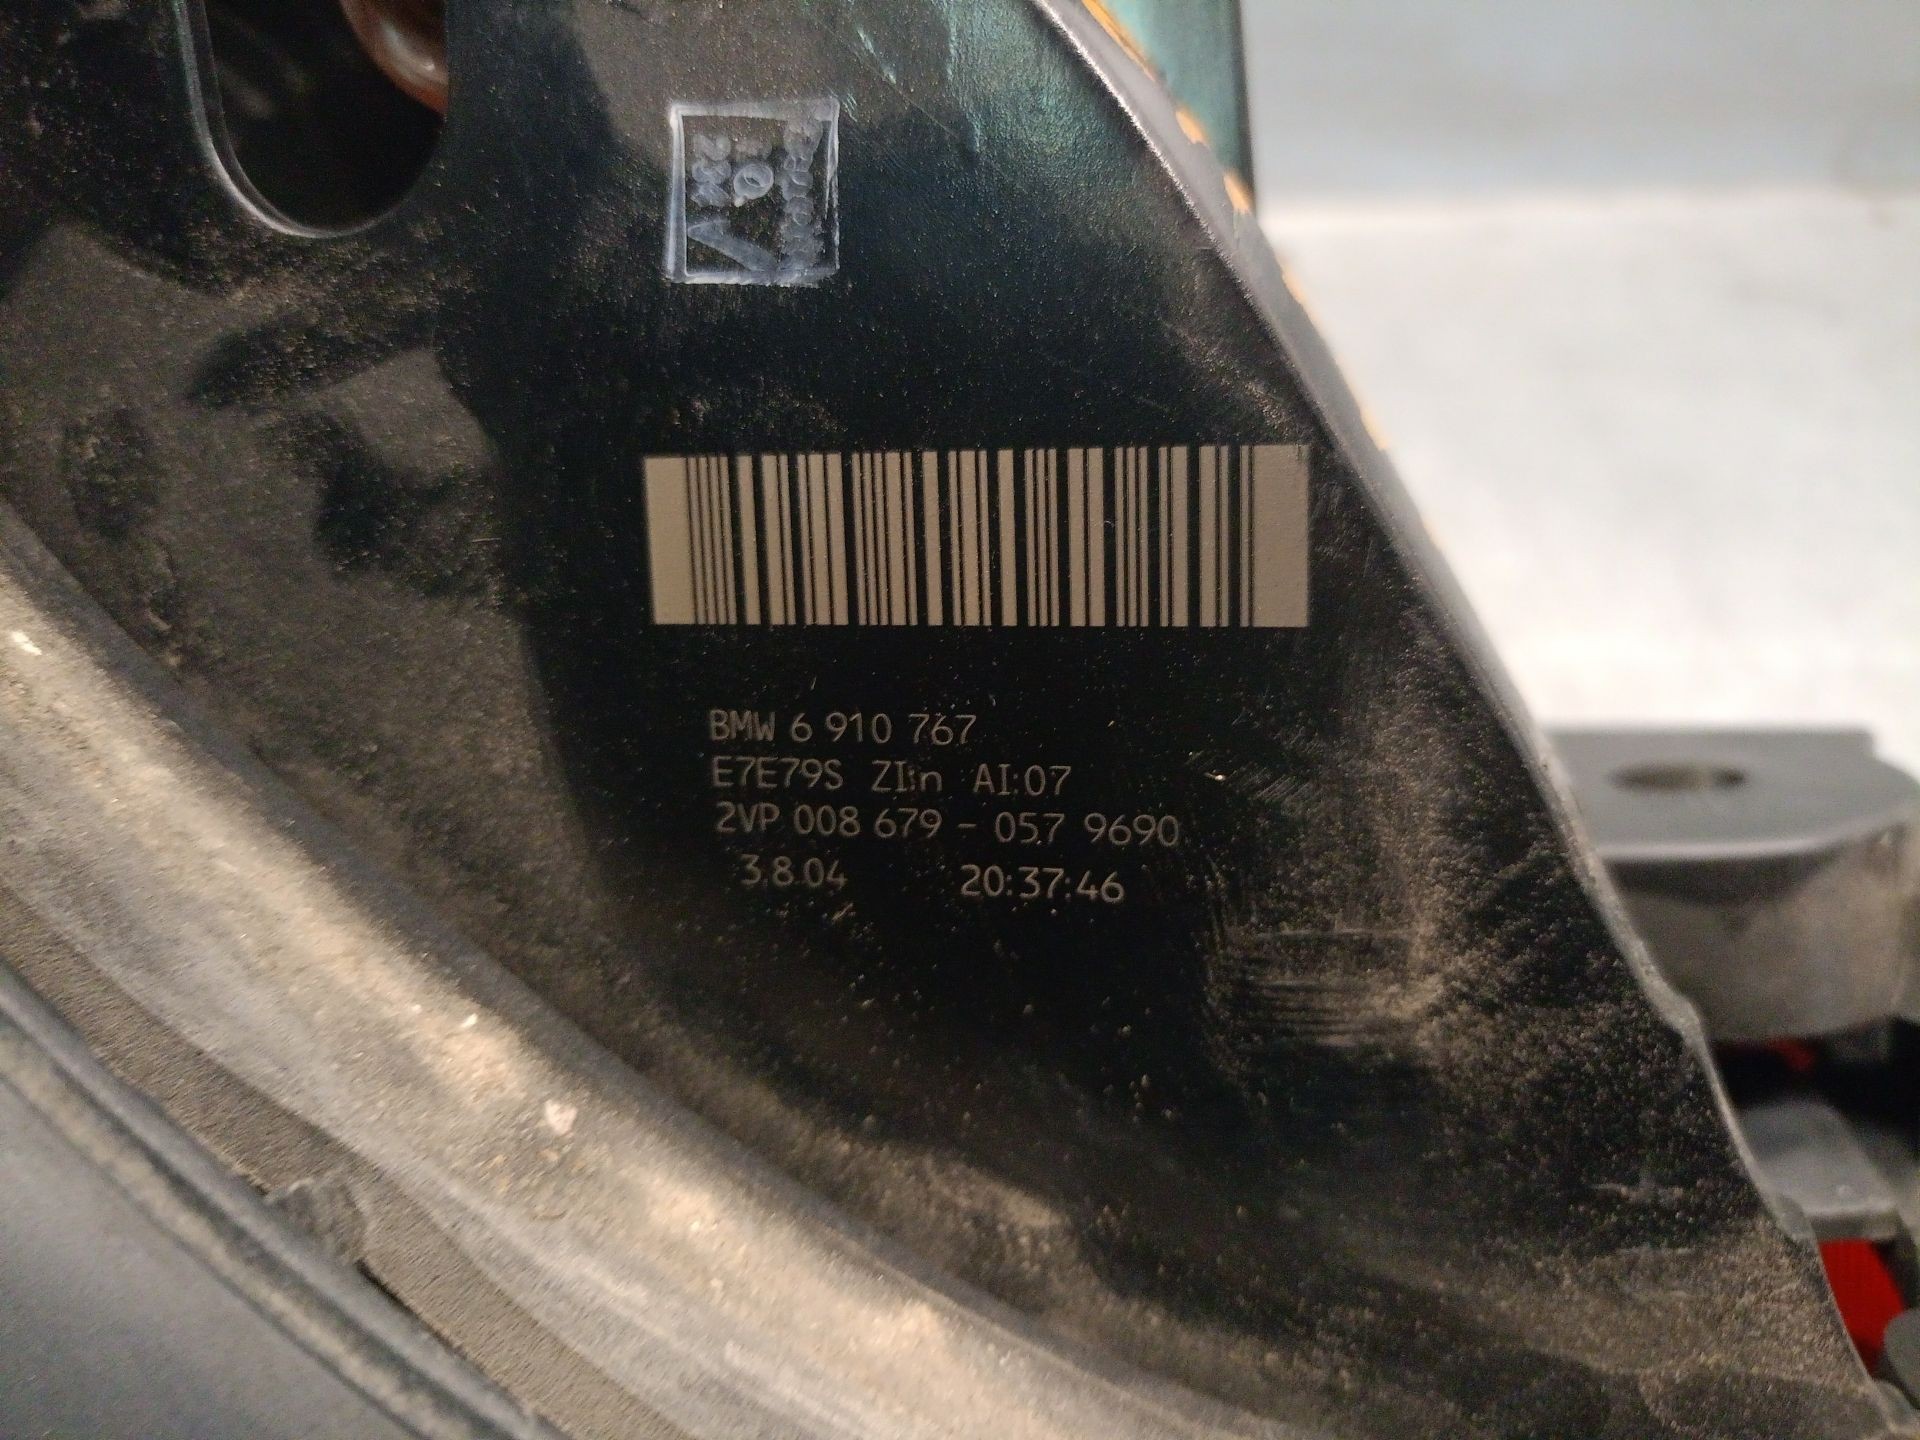 BMW 6 910 767
E7E79S ZI:n AI:07
2VP 008 679 - 05.7 9690
3.8.04 20:37:46